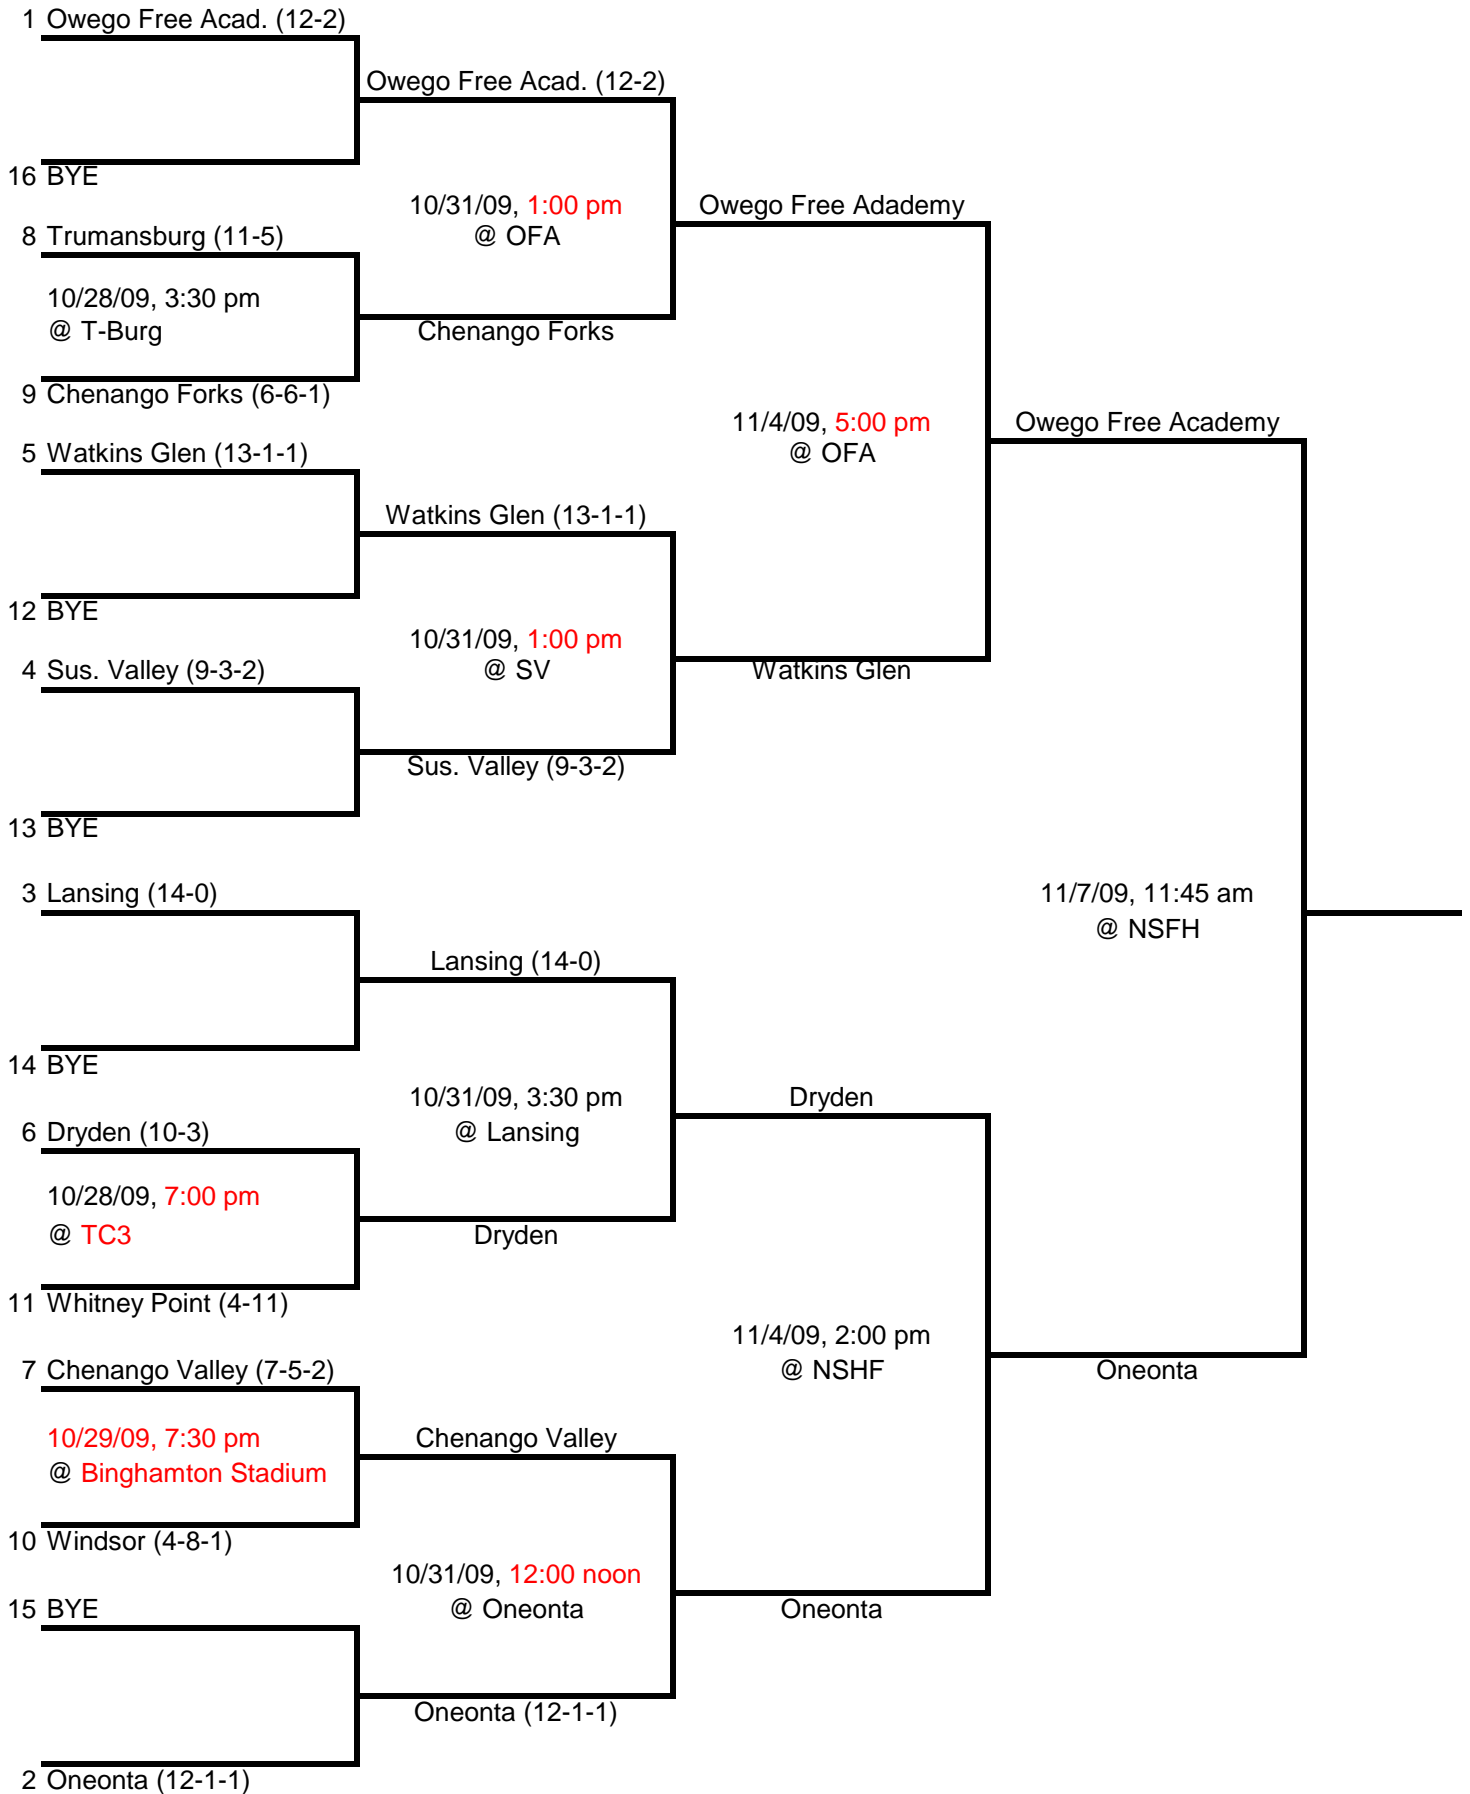 1 Owego Free Acad. (12-2)
Owego Free Acad. (12-2)
16 BYE
10/31/09, 1:00 pm
@ OFA
Owego Free Adademy
8 Trumansburg (11-5)
10/28/09, 3:30 pm
@ T-Burg
Chenango Forks
9 Chenango Forks (6-6-1)
11/4/09, 5:00 pm
@ OFA
Owego Free Academy
5 Watkins Glen (13-1-1)
Watkins Glen (13-1-1)
12 BYE
10/31/09, 1:00 pm
@ SV
Watkins Glen
4 Sus. Valley (9-3-2)
Sus. Valley (9-3-2)
13 BYE
3 Lansing (14-0)
11/7/09, 11:45 am
@ NSFH
Lansing (14-0)
14 BYE
10/31/09, 3:30 pm
@ Lansing
Dryden
6 Dryden (10-3)
10/28/09, 7:00 pm
@ TC3
Dryden
11 Whitney Point (4-11)
11/4/09, 2:00 pm
@ NSHF
Oneonta
7 Chenango Valley (7-5-2)
10/29/09, 7:30 pm
@ Binghamton Stadium
Chenango Valley
10 Windsor (4-8-1)
10/31/09, 12:00 noon
@ Oneonta
Oneonta
15 BYE
Oneonta (12-1-1)
2 Oneonta (12-1-1)